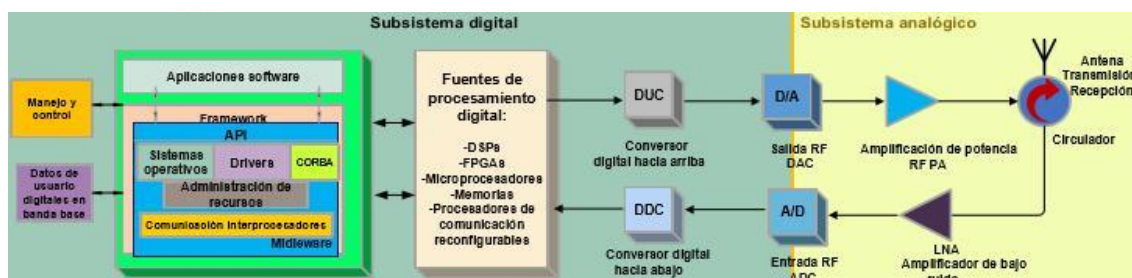 Subsistema digital
Subsistema analógico
Manejo y
control
Datos de
usuario
digitales en
banda base
Aplicaciones software
Framework
API
Sistemas
operativos
Drivers
CORBA
Administración de
recursos
Comunicación Interprocesadores
Midleware
Fuentes de
procesamiento
digital:
-DSPs
-FPGAs
-Microprocesadores
-Memorias
-Procesadores de
comunicación
reconfigurables
DUC
Conversor
digital hacia arriba
DDC
Conversor digital
hacia abajo
D/A
Salida RF
DAC
A/D
Entrada RF
ADC
Amplificación de potencia
RF PA
LNA
Amplificador de bajo
ruido
Antena
Transmisión
Recepción
Circulador